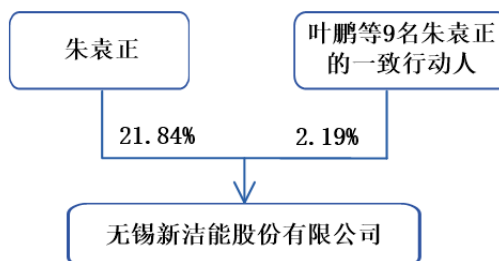 朱袁正
叶鹏等9名朱袁正
的一致行动人
21.84%
2.19%
无锡新洁能股份有限公司